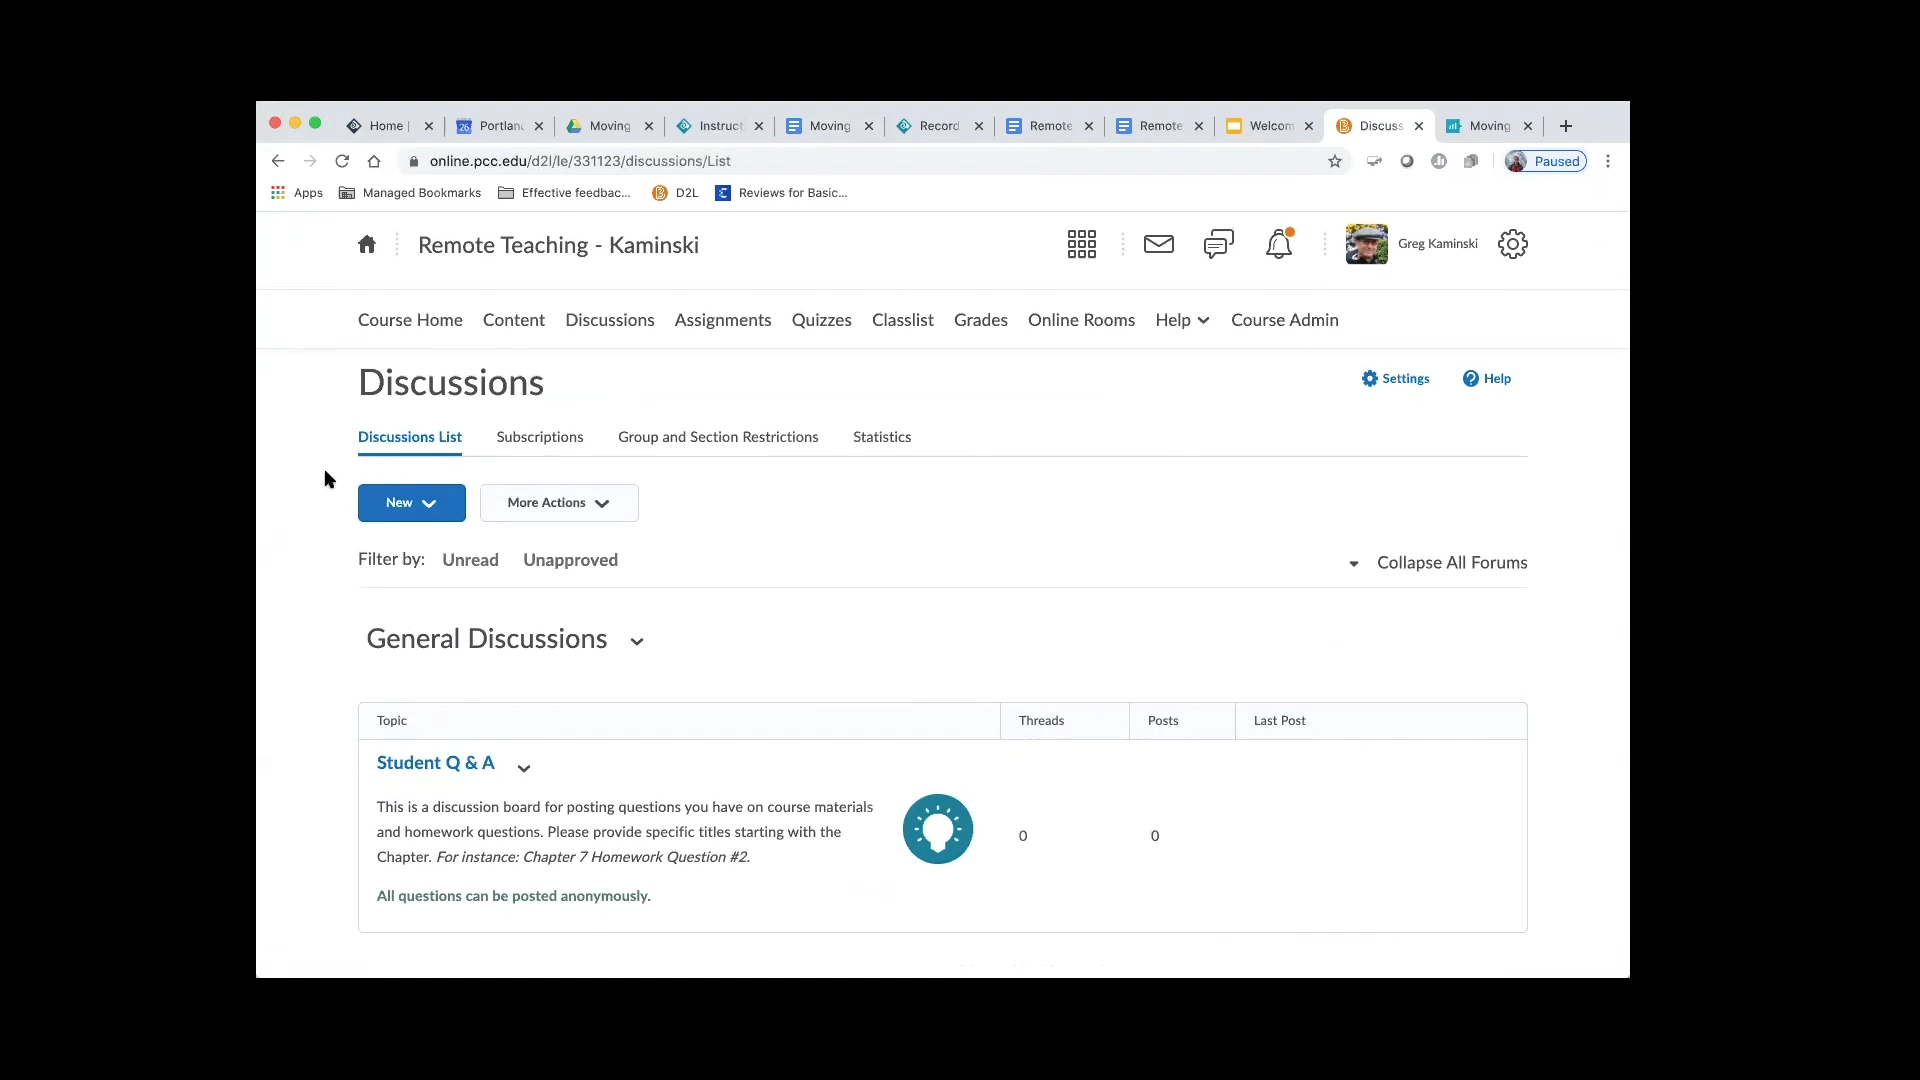 Home
Portlan
Moving
Instruct
Moving
Record
Remote
Remote
Welcom
Discuss
Moving
online.pcc.edu/d2l/le/331123/discussions/List
Paused
Apps
Managed Bookmarks
Effective feedbac...
D2L
Reviews for Basic...
Remote Teaching - Kaminski
Greg Kaminski
Course Home Content Discussions Assignments Quizzes Classlist Grades Online Rooms Help Course Admin
Discussions
Settings
Help
Discussions List Subscriptions Group and Section Restrictions Statistics
New
More Actions
Filter by: Unread Unapproved
Collapse All Forums
General Discussions
Topic Threads Posts Last Post
Student Q & A
This is a discussion board for posting questions you have on course materials
and homework questions. Please provide specific titles starting with the
Chapter. For instance: Chapter 7 Homework Question #2.
0 0
All questions can be posted anonymously.